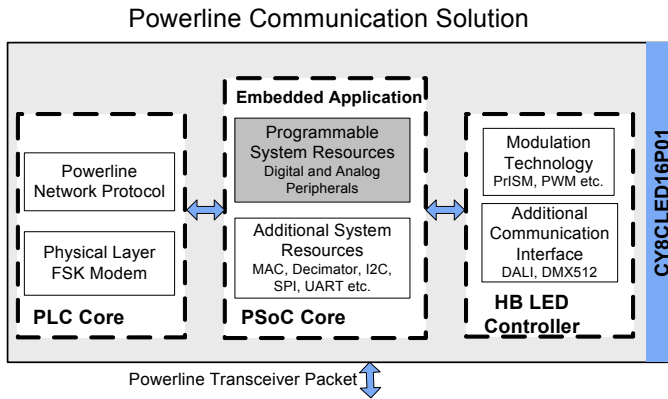 Powerline Communication Solution
Powerline
Network Protocol
Physical Layer
FSK Modem
PLC Core
Embedded Application
Programmable
System Resources
Digital and Analog
Peripherals
Additional System
Resources
MAC, Decimator, I2C,
SPI, UART etc.
PSoC Core
Modulation
Technology
PrISM, PWM etc.
Additional
Communication
Interface
DALI, DMX512
HB LED
Controller
CY8CLED16P01
Powerline Transceiver Packet